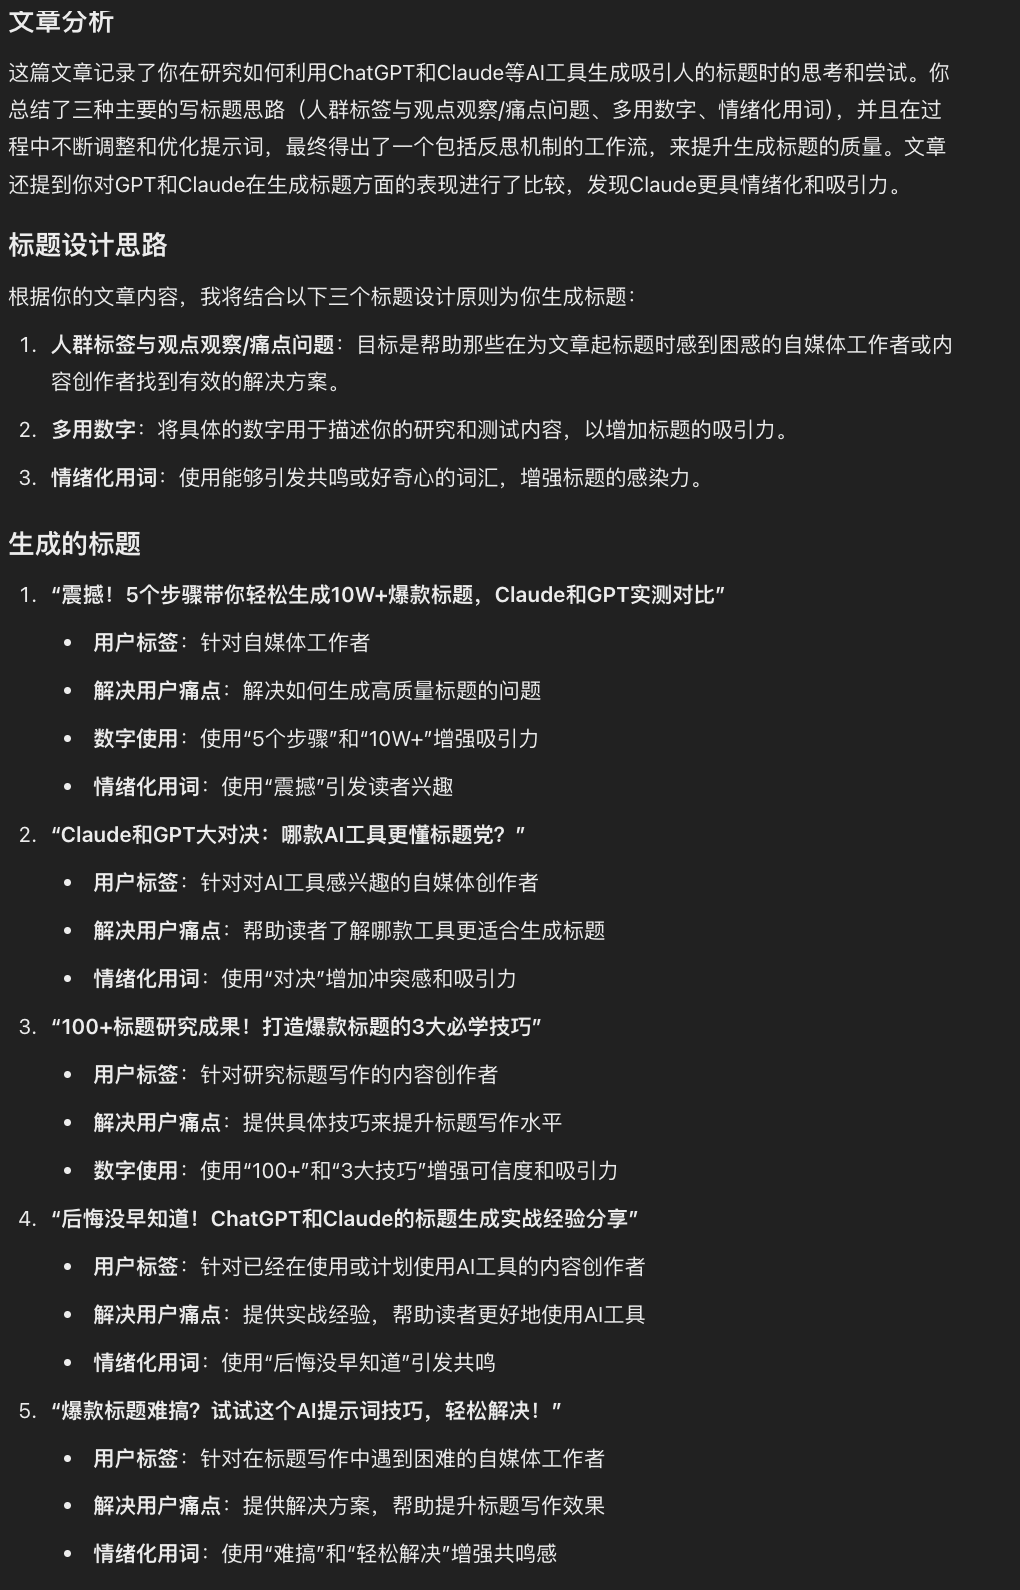 文章分析
这篇文章记录了你在研究如何利用ChatGPT和Claude等AI工具生成吸引人的标题时的思考和尝试。你
总结了三种主要的写标题思路（人群标签与观点观察/痛点问题、多用数字、情绪化用词），并且在过
程中不断调整和优化提示词，最终得出了一个包括反思机制的工作流，来提升生成标题的质量。文章
还提到你对GPT和Claude在生成标题方面的表现进行了比较，发现Claude更具情绪化和吸引力。
标题设计思路
根据你的文章内容，我将结合以下三个标题设计原则为你生成标题：
1. 人群标签与观点观察/痛点问题：目标是帮助那些在为文章起标题时感到困惑的自媒体工作者或内
容创作者找到有效的解决方案。
2. 多用数字：将具体的数字用于描述你的研究和测试内容，以增加标题的吸引力。
3. 情绪化用词：使用能够引发共鸣或好奇心的词汇，增强标题的感染力。
生成的标题
1. “震撼！5个步骤带你轻松生成10W+爆款标题，Claude和GPT实测对比”
• 用户标签：针对自媒体工作者
• 解决用户痛点：解决如何生成高质量标题的问题
• 数字使用：使用“5个步骤”和“10W+”增强吸引力
• 情绪化用词：使用“震撼”引发读者兴趣
2. “Claude和GPT大对决：哪款AI工具更懂标题党？”
• 用户标签：针对对AI工具感兴趣的自媒体创作者
• 解决用户痛点：帮助读者了解哪款工具更适合生成标题
• 情绪化用词：使用“对决”增加冲突感和吸引力
3. “100+标题研究成果！打造爆款标题的3大必学技巧”
• 用户标签：针对研究标题写作的内容创作者
• 解决用户痛点：提供具体技巧来提升标题写作水平
• 数字使用：使用“100+”和“3大技巧”增强可信度和吸引力
4. “后悔没早知道！ChatGPT和Claude的标题生成实战经验分享”
• 用户标签：针对已经在使用或计划使用AI工具的内容创作者
• 解决用户痛点：提供实战经验，帮助读者更好地使用AI工具
• 情绪化用词：使用“后悔没早知道”引发共鸣
5. “爆款标题难搞？试试这个AI提示词技巧，轻松解决！”
• 用户标签：针对在标题写作中遇到困难的自媒体工作者
• 解决用户痛点：提供解决方案，帮助提升标题写作效果
• 情绪化用词：使用“难搞”和“轻松解决”增强共鸣感